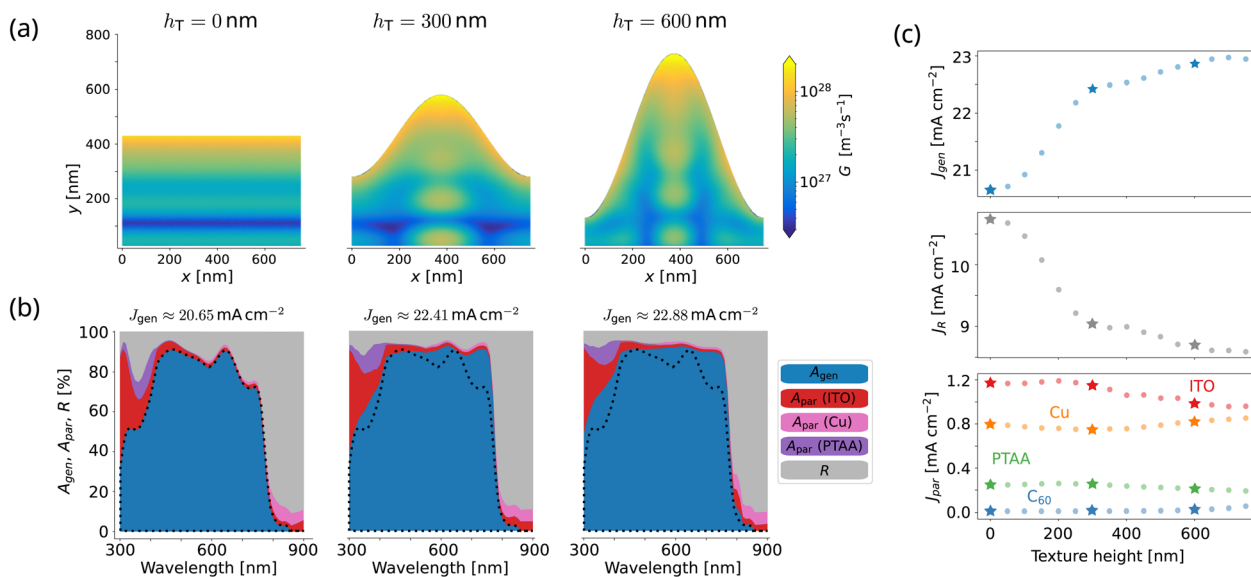 (a)
h_T = 0 nm
h_T = 300 nm
h_T = 600 nm
800
600
400
200
y [nm]
0 200 400 600
x [nm]
0 200 400 600
x [nm]
0 200 400 600
x [nm]
10^28
10^27
G [m^−3 s^−1]
(b)
J_gen ≈ 20.65 mA cm^−2
J_gen ≈ 22.41 mA cm^−2
J_gen ≈ 22.88 mA cm^−2
100
80
60
40
20
0
A_gen, A_par, R [%]
300 600 900
Wavelength [nm]
300 600 900
Wavelength [nm]
300 600 900
Wavelength [nm]
A_gen
A_par (ITO)
A_par (Cu)
A_par (PTAA)
R
(c)
23
22
21
J_gen [mA cm^−2]
10
9
J_R [mA cm^−2]
1.2
0.8
0.4
0.0
J_par [mA cm^−2]
ITO
Cu
PTAA
C_60
0 200 400 600
Texture height [nm]